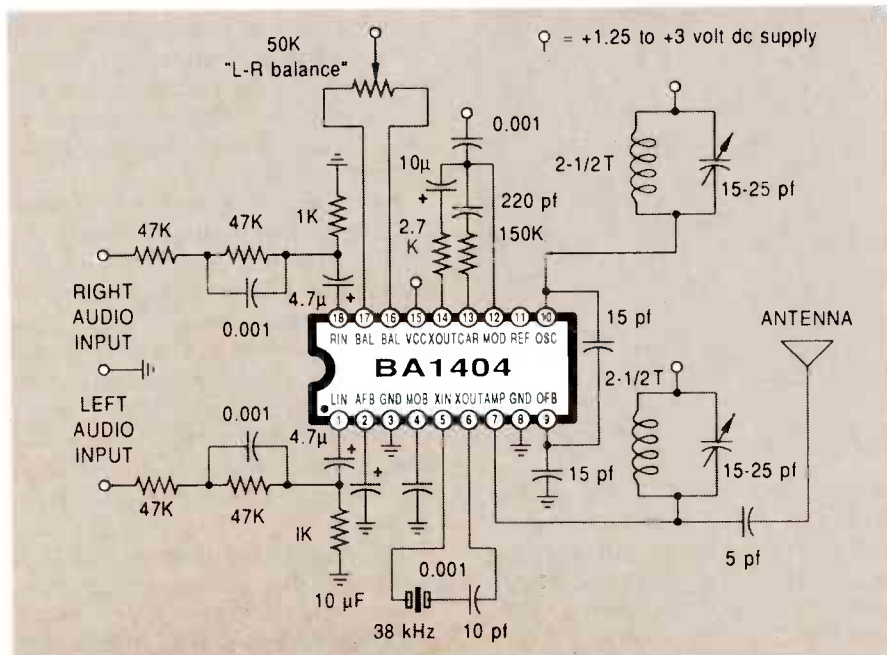 50K
"L-R balance"
= +1.25 to +3 volt dc supply
0.001
10µ
2-1/2T
15-25 pf
220 pf
1K
2.7
K
150K
47K
47K
4.7µ
RIGHT
AUDIO
INPUT
0.001
18 17 16 15 14 13 12 11 10
RIN BAL BAL VCC XOUT CAR MOD REF OSC
15 pf
ANTENNA
BA1404
2-1/2T
LIN AFB GND MOB XIN XOUT AMP GND OFB
1 2 3 4 5 6 7 8 9
LEFT
AUDIO
INPUT
0.001
4.7µ
15 pf
15-25 pf
47K
47K
1K
5 pf
10 µF
0.001
38 kHz
10 pf